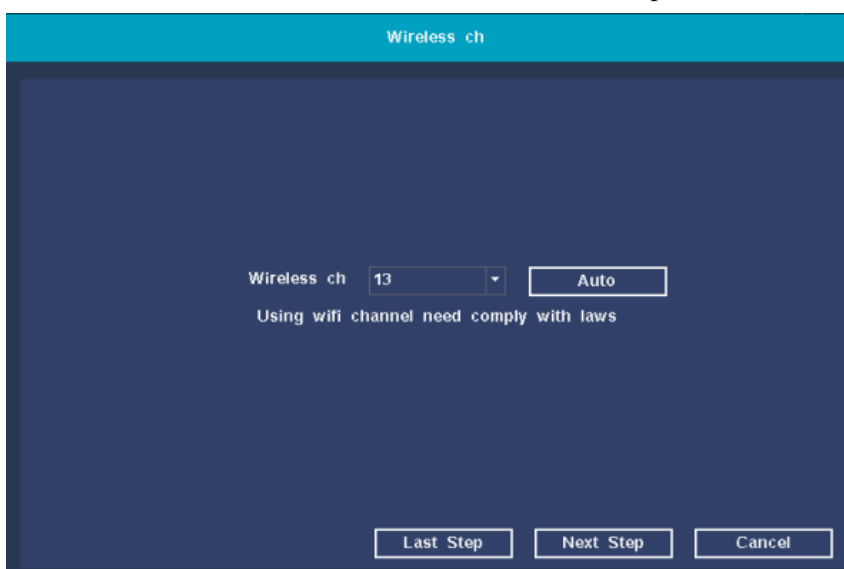 Wireless ch
Wireless ch 13 Auto
Using wifi channel need comply with laws
Last Step Next Step Cancel